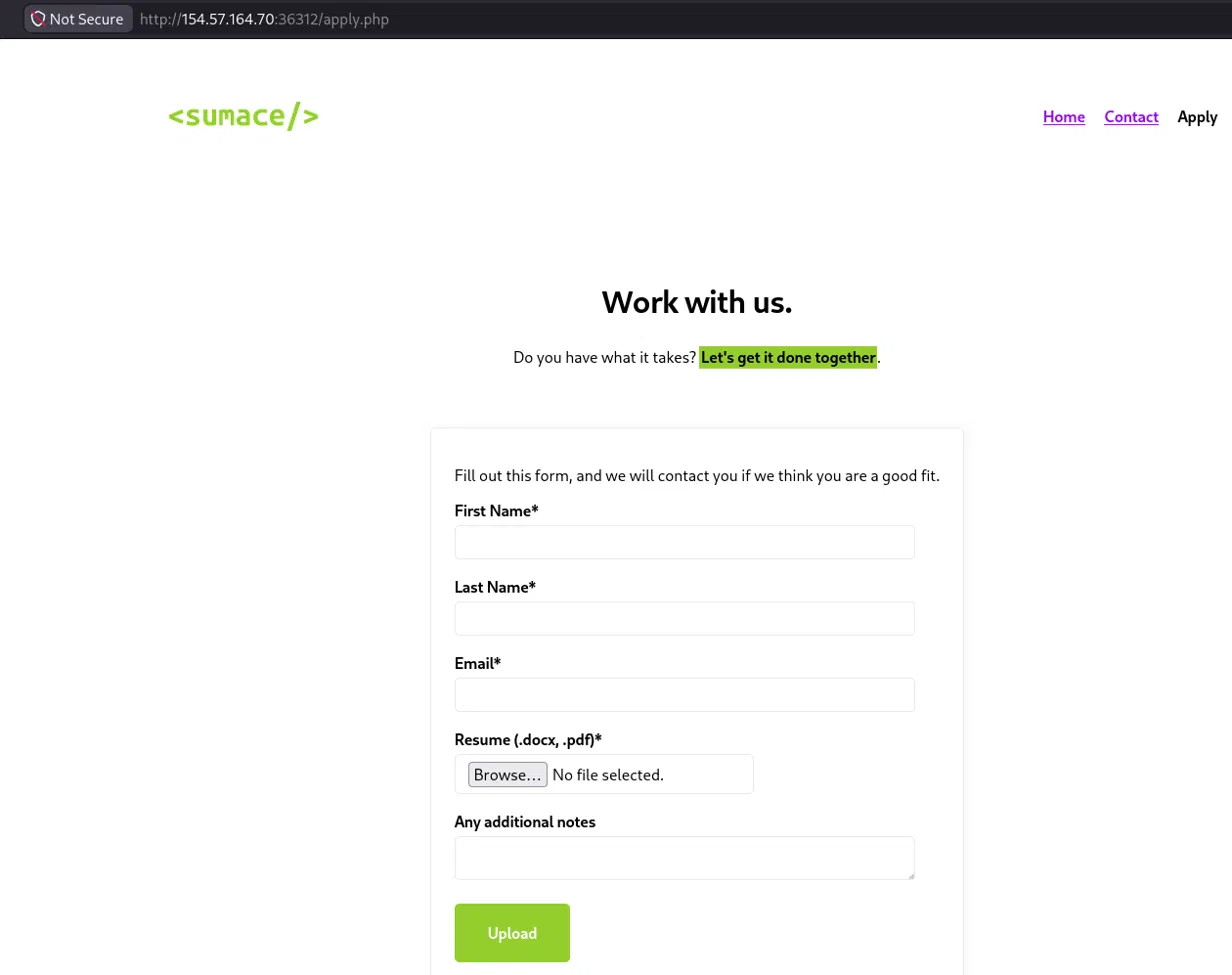 Not Secure http://154.57.164.70:36312/apply.php
<sumace/> Home Contact Apply
Work with us.
Do you have what it takes? Let's get it done together.
Fill out this form, and we will contact you if we think you are a good fit.
First Name*
Last Name*
Email*
Resume (.docx, .pdf)*
Browse... No file selected.
Any additional notes
Upload